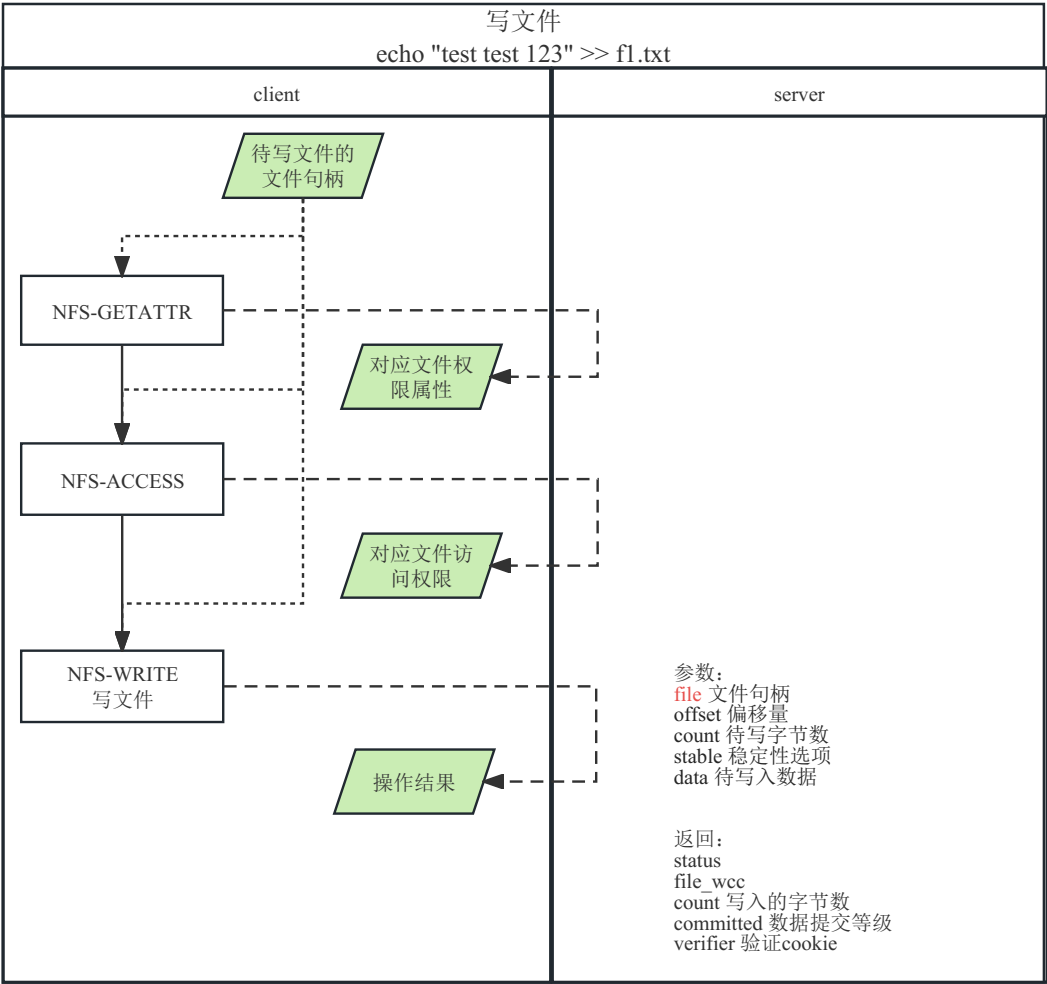 写文件
echo "test test 123" >> f1.txt
client
server
待写文件的
文件句柄
NFS-GETATTR
对应文件权
限属性
NFS-ACCESS
对应文件访
问权限
NFS-WRITE
写文件
操作结果
参数：
file 文件句柄
offset 偏移量
count 待写字节数
stable 稳定性选项
data 待写入数据
返回：
status
file_wcc
count 写入的字节数
committed 数据提交等级
verifier 验证cookie